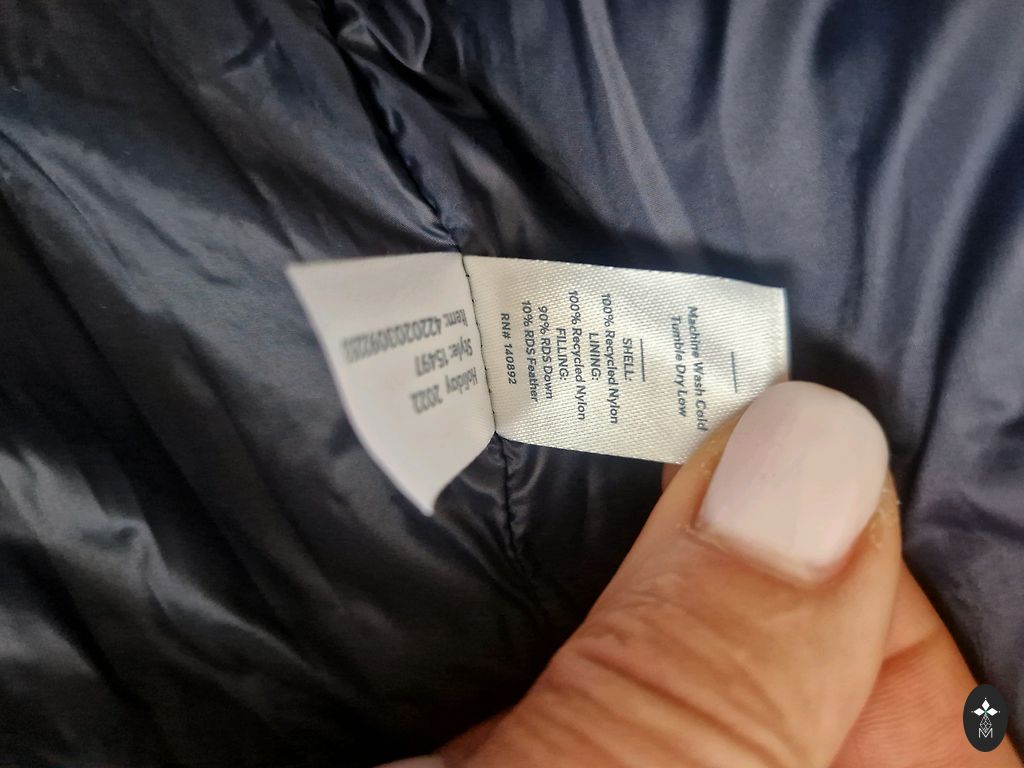 Machine Wash Cold
Tumble Dry Low
SHELL:
100% Recycled Nylon
LINING:
100% Recycled Nylon
FILLING:
90% RDS Down
10% RDS Feather
RN# 140892
Holiday 2022
Style: 15497
Item:
M